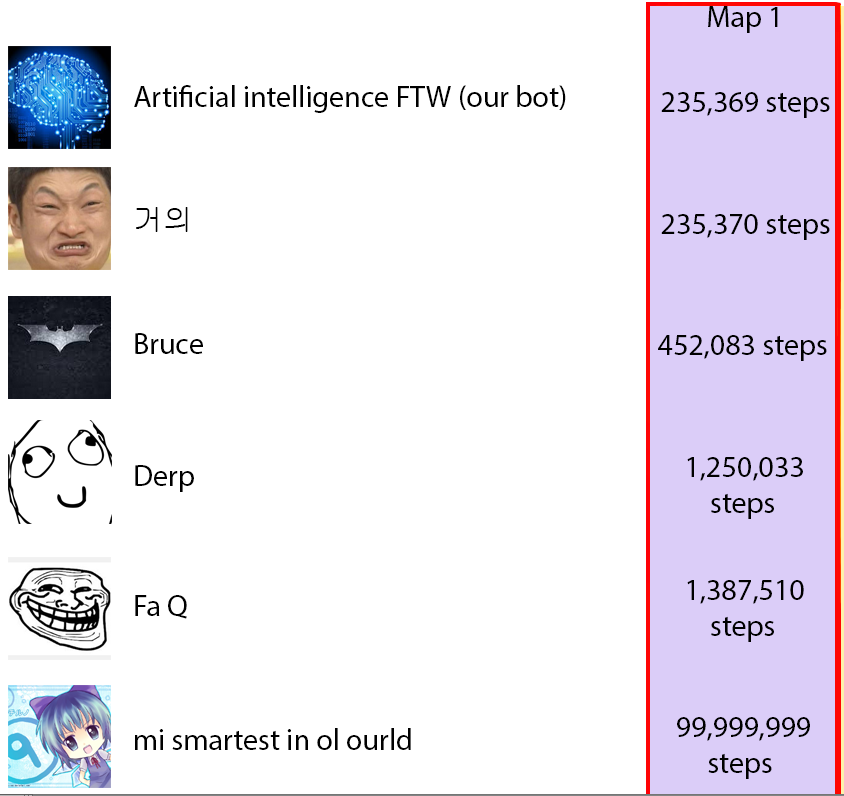 Map 1
Artificial intelligence FTW (our bot) 235,369 steps
거의 235,370 steps
Bruce 452,083 steps
Derp 1,250,033
steps
Fa Q 1,387,510
steps
mi smartest in ol ourld 99,999,999
steps